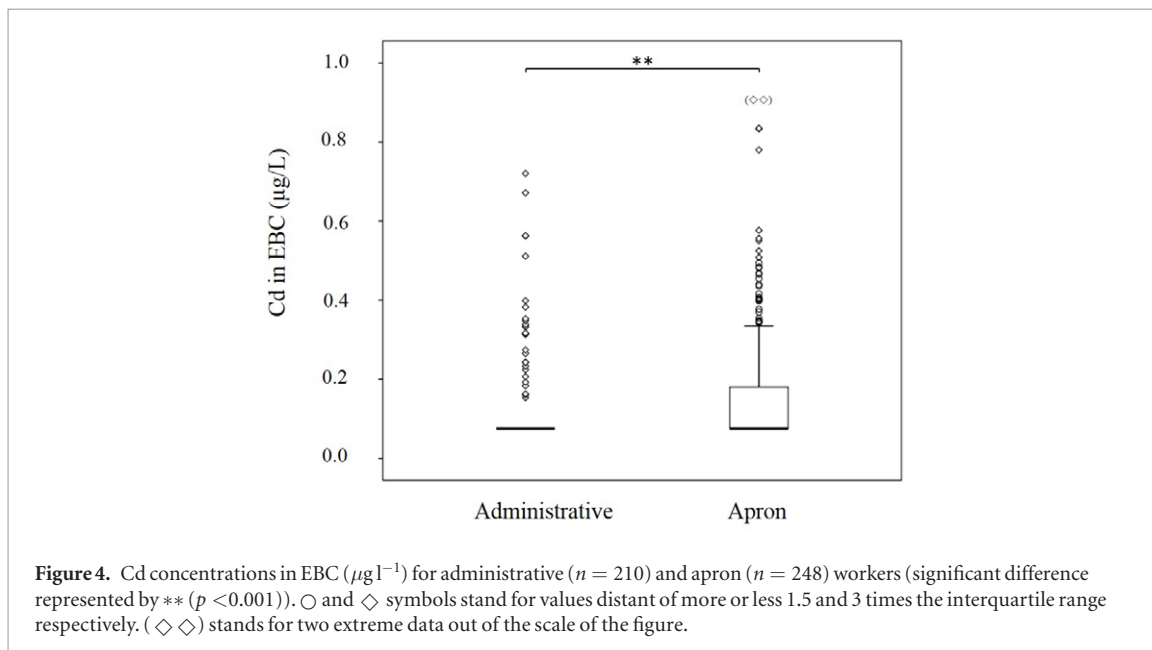 1.0
**
(◇◇)
0.8
0.6
0.4
0.2
0.0
Cd in EBC (µg/L)
Administrative Apron
Figure 4. Cd concentrations in EBC (μg l⁻¹) for administrative (n = 210) and apron (n = 248) workers (significant difference
represented by ** (p <0.001)). ○ and ◇ symbols stand for values distant of more or less 1.5 and 3 times the interquartile range
respectively. (◇ ◇) stands for two extreme data out of the scale of the figure.